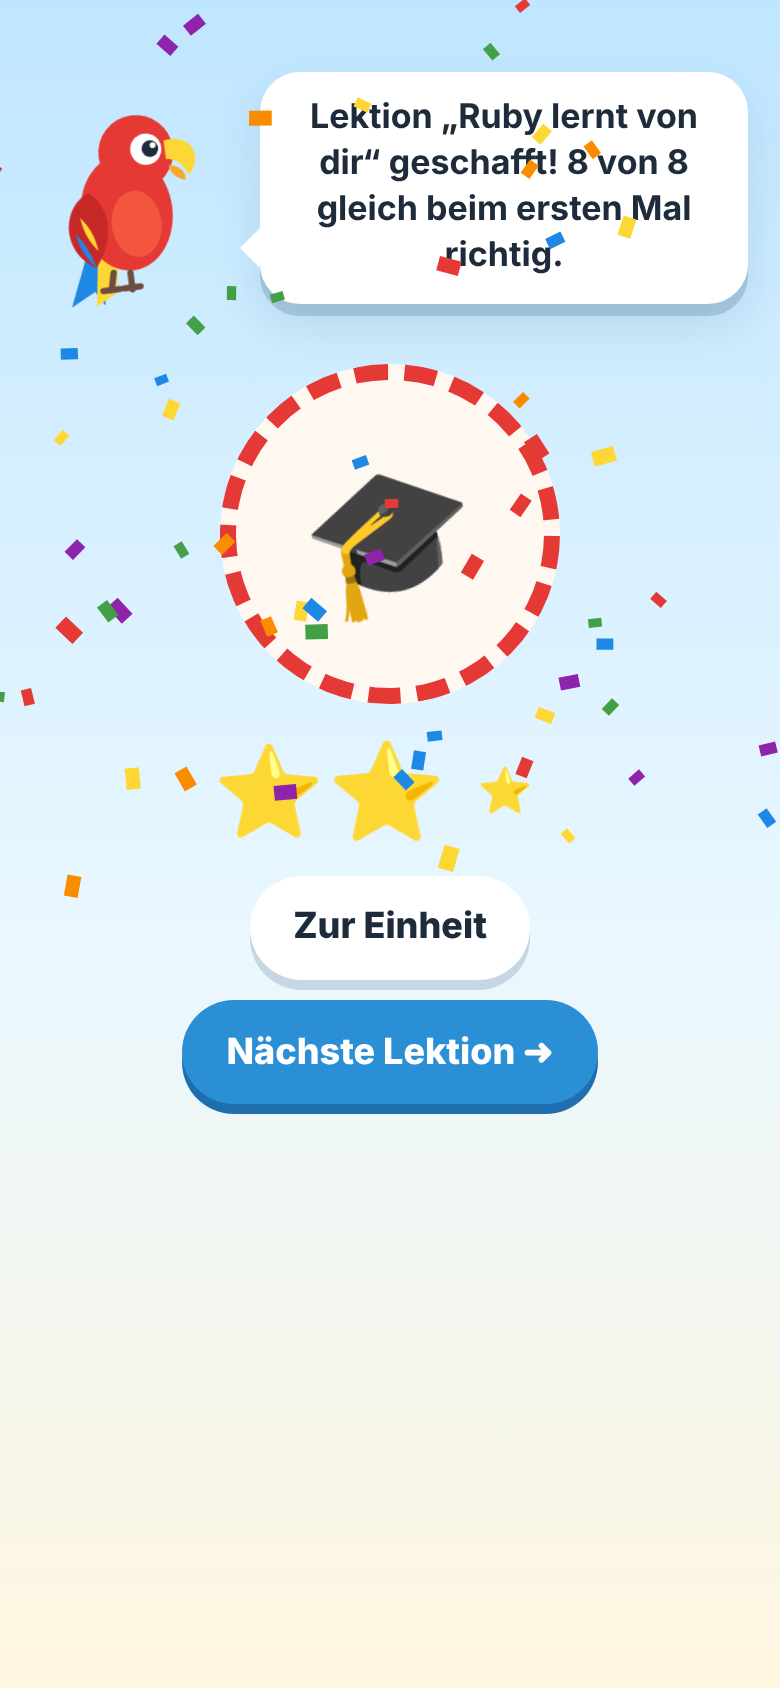 Lektion „Ruby lernt von
dir“ geschafft! 8 von 8
gleich beim ersten Mal
richtig.
Zur Einheit
Nächste Lektion ➜